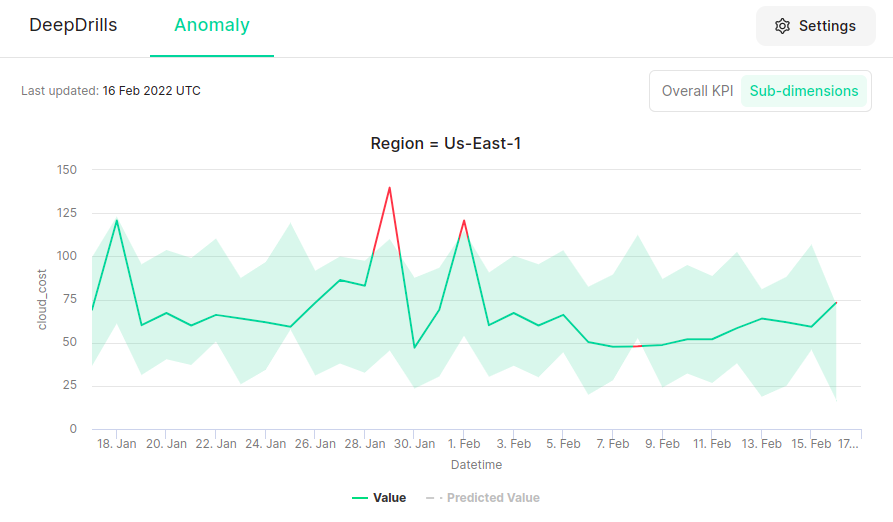 DeepDrills Anomaly Settings
Last updated: 16 Feb 2022 UTC
Overall KPI Sub-dimensions
Region = Us-East-1
150
125
100
75
50
25
0
cloud_cost
18. Jan 20. Jan 22. Jan 24. Jan 26. Jan 28. Jan 30. Jan 1. Feb 3. Feb 5. Feb 7. Feb 9. Feb 11. Feb 13. Feb 15. Feb 17...
Datetime
Value Predicted Value